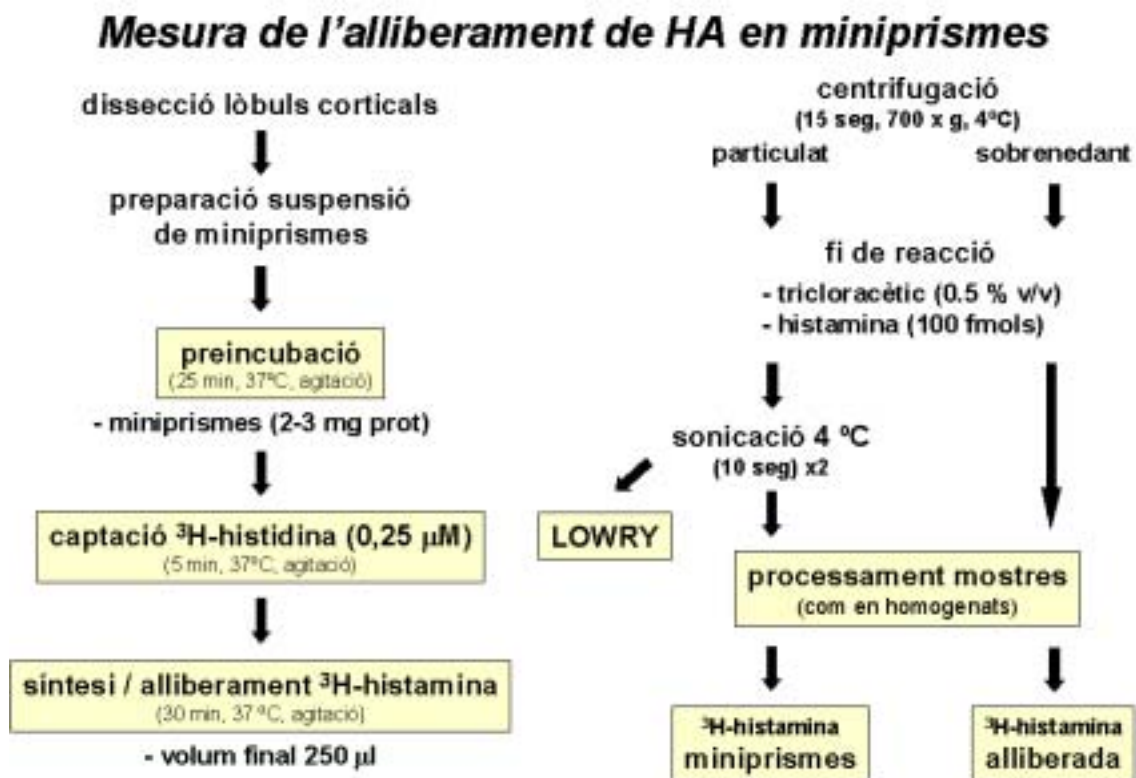 Mesura de l'alliberament de HA en miniprismes
dissecció lòbuls corticals
preparació suspensió
de miniprismes
preincubació
(25 min, 37ºC, agitació)
- miniprismes (2-3 mg prot)
captació ³H-histidina (0,25 µM)
(5 min, 37ºC, agitació)
síntesi / alliberament ³H-histamina
(30 min, 37 ºC, agitació)
- volum final 250 µl
centrifugació
(15 seg, 700 x g, 4ºC)
particulat
sobrenedant
fi de reacció
- tricloracètic (0.5 % v/v)
- histamina (100 fmols)
sonicació 4 ºC
(10 seg) x2
LOWRY
processament mostres
(com en homogenats)
³H-histamina
miniprismes
³H-histamina
alliberada